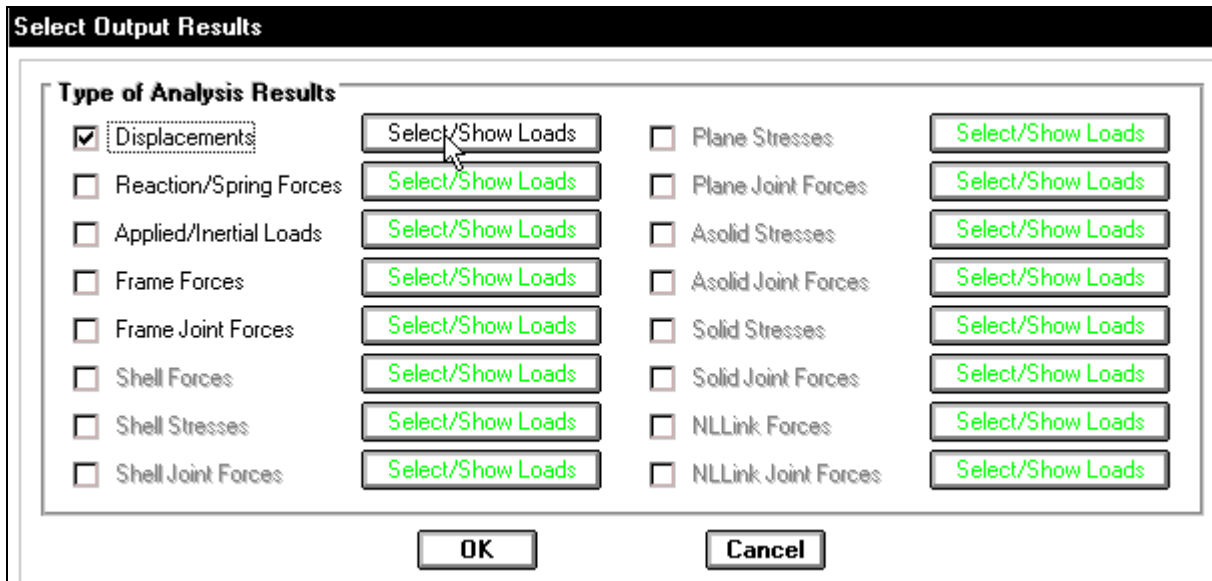 Select Output Results
Type of Analysis Results
Displacements Select/Show Loads Plane Stresses Select/Show Loads
Reaction/Spring Forces Select/Show Loads Plane Joint Forces Select/Show Loads
Applied/Inertial Loads Select/Show Loads Asolid Stresses Select/Show Loads
Frame Forces Select/Show Loads Asolid Joint Forces Select/Show Loads
Frame Joint Forces Select/Show Loads Solid Stresses Select/Show Loads
Shell Forces Select/Show Loads Solid Joint Forces Select/Show Loads
Shell Stresses Select/Show Loads NLLink Forces Select/Show Loads
Shell Joint Forces Select/Show Loads NLLink Joint Forces Select/Show Loads
OK Cancel